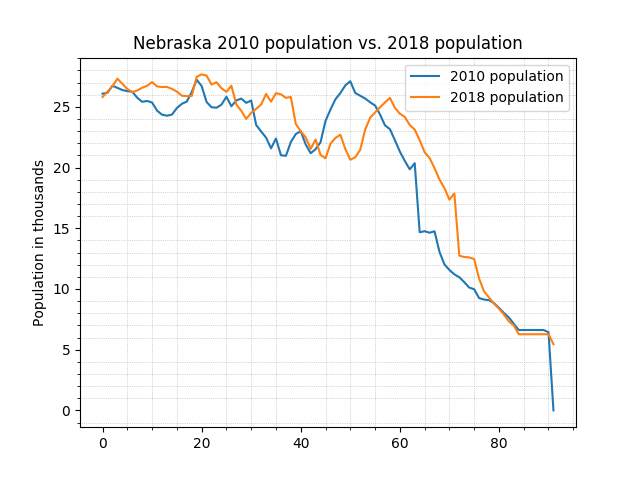 Nebraska 2010 population vs. 2018 population
2010 population
2018 population
Population in thousands
25
20
15
10
5
0
0 20 40 60 80